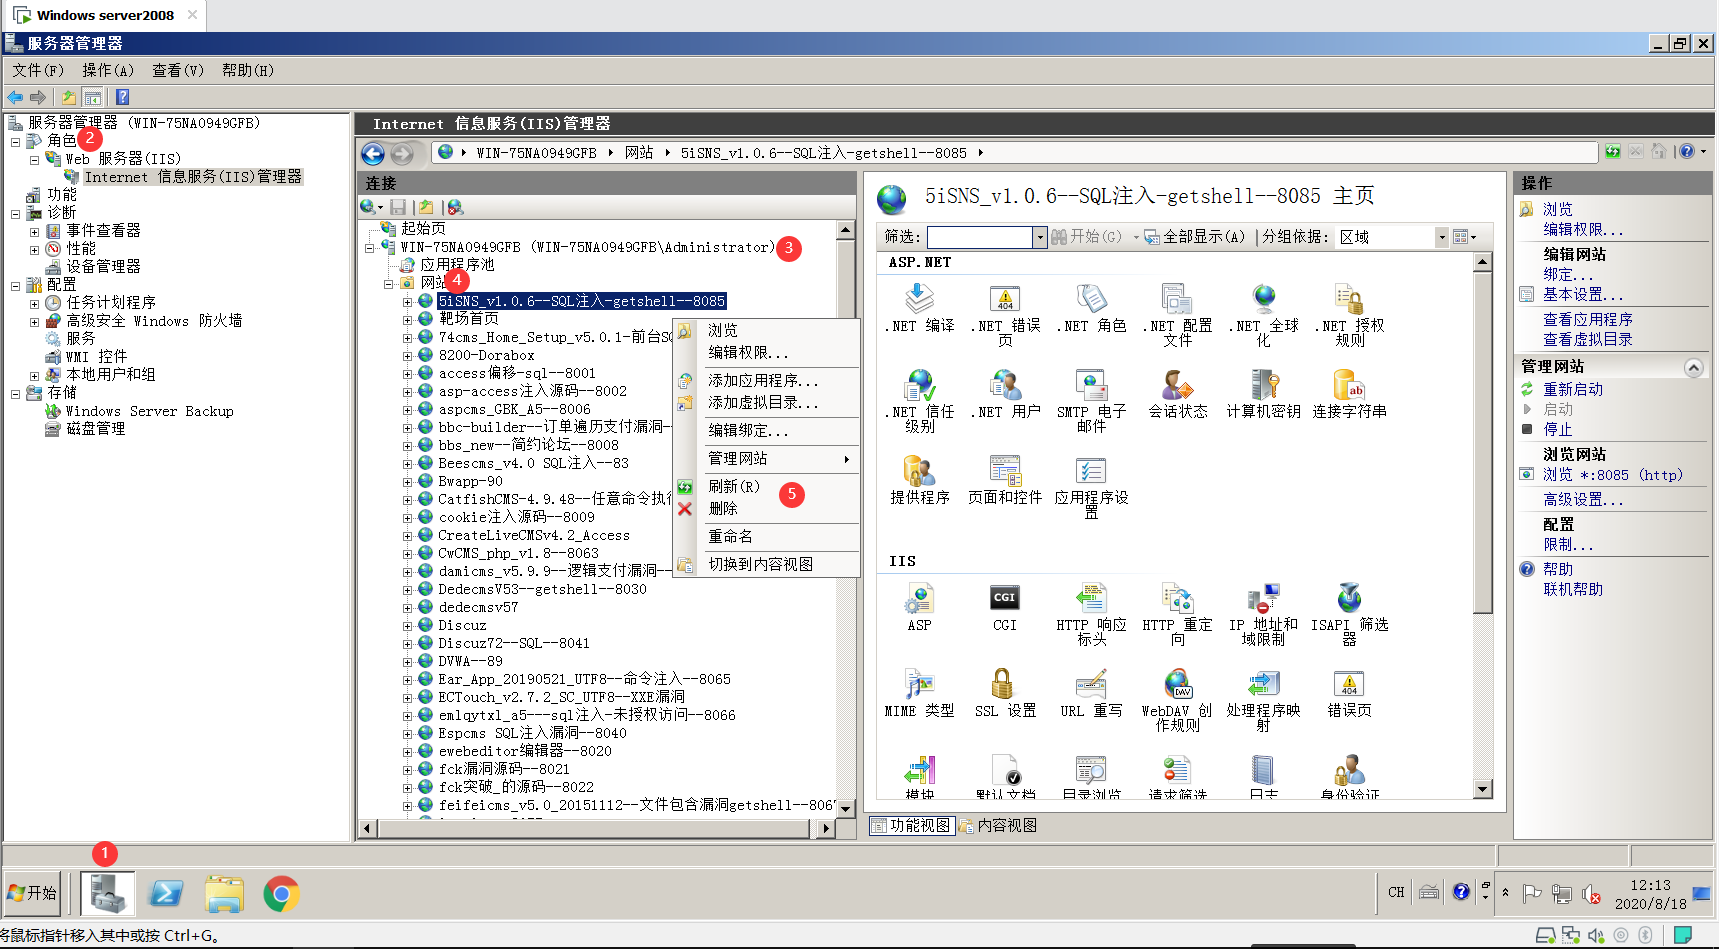 Windows server2008
服务器管理器
文件(F) 操作(A) 查看(V) 帮助(H)
服务器管理器 (WIN-75NA0949GFB)
角色
2
Web 服务器(IIS)
Internet 信息服务(IIS)管理器
功能
诊断
事件查看器
性能
设备管理器
配置
任务计划程序
高级安全 Windows 防火墙
服务
WMI 控件
本地用户和组
存储
Windows Server Backup
磁盘管理
Internet 信息服务(IIS)管理器
WIN-75NA0949GFB 网站 5iSNS_v1.0.6--SQL注入-getshell--8085
连接
起始页
WIN-75NA0949GFB (WIN-75NA0949GFB\Administrator)
3
应用程序池
网站
4
5iSNS_v1.0.6--SQL注入-getshell--8085
靶场首页
74cms_Home_Setup_v5.0.1-前台SQ
8200-Dorabox
access偏移-sql--8001
asp-access注入源码--8002
aspcms_GBK_A5--8006
bbc-builder--订单遍历支付漏洞-
bbs_new--简约论坛--8008
Beescms_v4.0 SQL注入--83
Bwapp-90
CatfishCMS-4.9.48--任意命令执行
cookie注入源码--8009
CreateLiveCMSv4.2_Access
CwCMS_php_v1.8--8063
damicms_v5.9.9--逻辑支付漏洞--
DedecmsV53--getshell--8030
dedecmsv57
Discuz
Discuz72--SQL--8041
DVWA--89
Ear_App_20190521_UTF8--命令注入--8065
ECTouch_v2.7.2_SC_UTF8--XXE漏洞
emlqytxl_a5---sql注入-未授权访问--8066
Espcms SQL注入漏洞--8040
ewebeditor编辑器--8020
fck漏洞源码--8021
fck突破_的源码--8022
feifeicms_v5.0_20151112--文件包含漏洞getshell--806
浏览
编辑权限...
添加应用程序...
添加虚拟目录...
编辑绑定...
管理网站
刷新(R)
5
删除
重命名
切换到内容视图
5iSNS_v1.0.6--SQL注入-getshell--8085 主页
筛选: 开始(G) 全部显示(A) 分组依据: 区域
ASP.NET
.NET 编译
.NET 错误页
.NET 角色
.NET 配置文件
.NET 全球化
.NET 授权规则
.NET 信任级别
.NET 用户
SMTP 电子邮件
会话状态
计算机密钥
连接字符串
提供程序
页面和控件
应用程序设置
IIS
ASP
CGI
HTTP 响应标头
HTTP 重定向
IP 地址和域限制
ISAPI 筛选器
MIME 类型
SSL 设置
URL 重写
WebDAV 创作规则
处理程序映射
错误页
模块
默认文档
目录浏览
请求筛选
日志
身份验证
功能视图 内容视图
操作
浏览
编辑权限...
编辑网站
绑定...
基本设置...
查看应用程序
查看虚拟目录
管理网站
重新启动
启动
停止
浏览网站
浏览 *:8085 (http)
高级设置...
配置
限制...
帮助
联机帮助
1
开始
CH
12:13
2020/8/18
将鼠标指针移入其中或按 Ctrl+G。